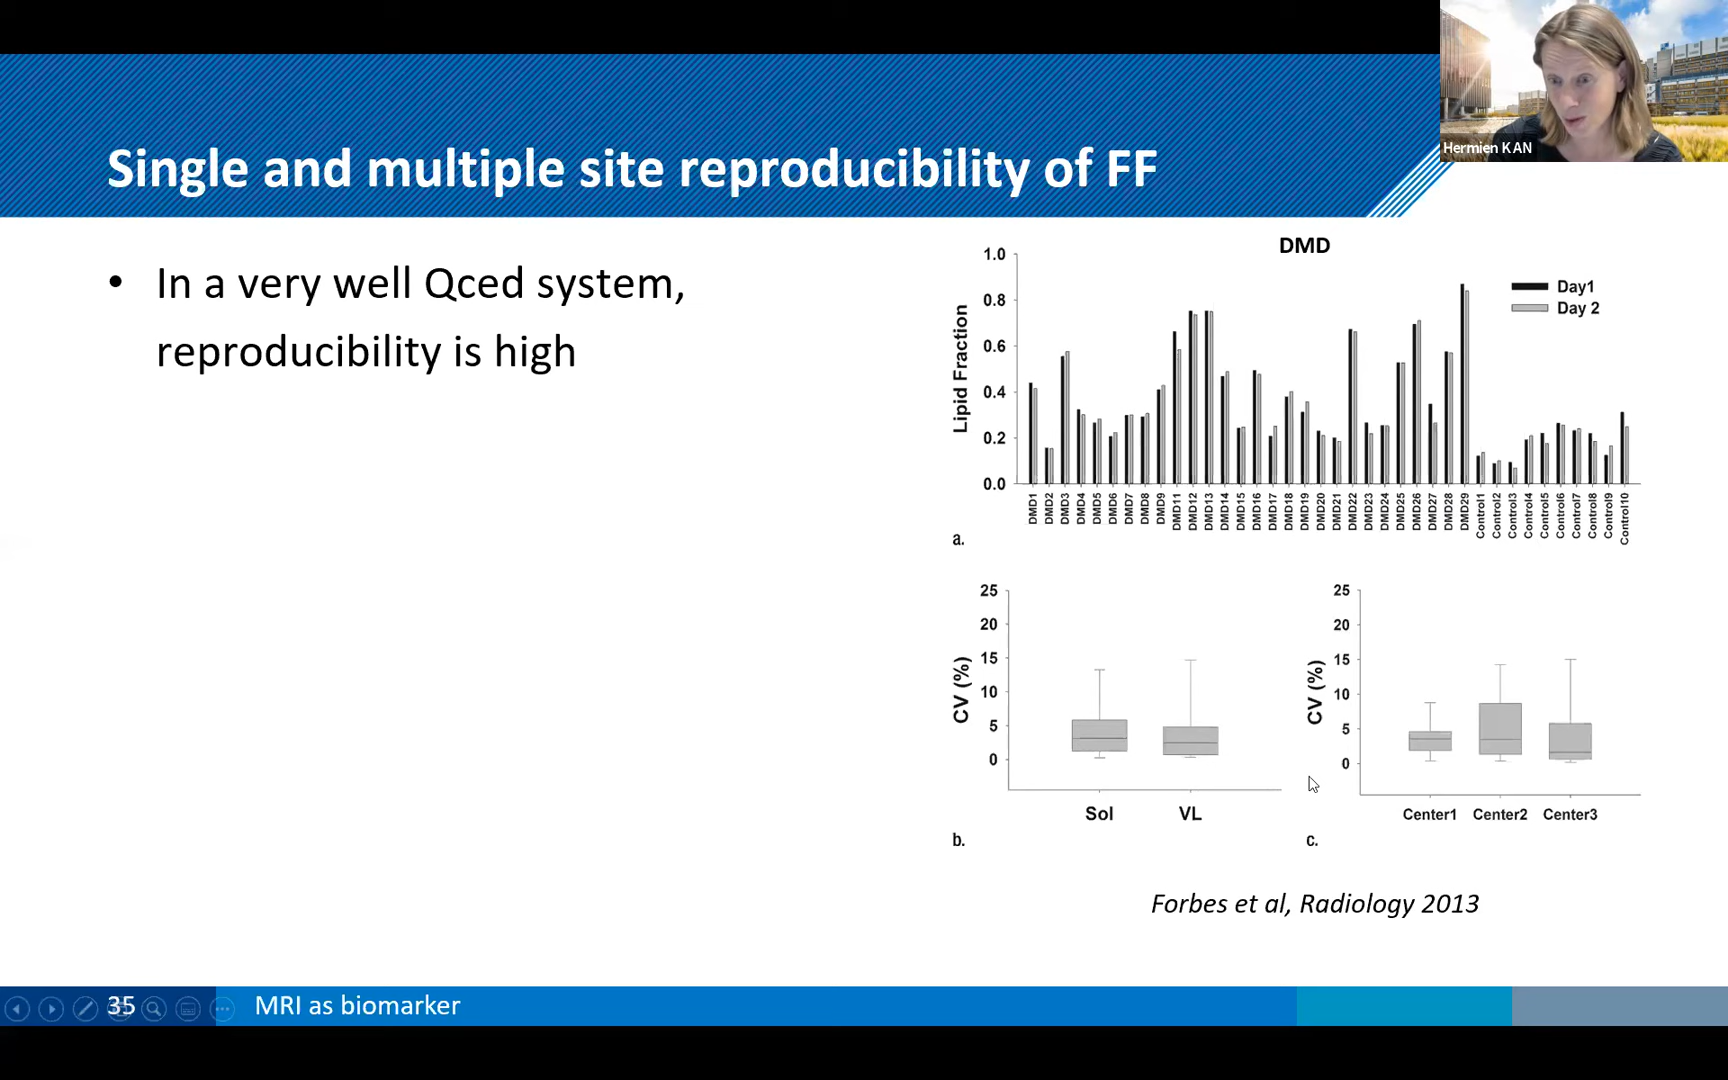 Hermien KAN
Single and multiple site reproducibility of FF
• In a very well Qced system,
reproducibility is high
DMD
1.0
0.8
0.6
0.4
0.2
0.0
Lipid Fraction
Day1
Day 2
DMD1
DMD2
DMD3
DMD4
DMD5
DMD6
DMD7
DMD8
DMD9
DMD11
DMD12
DMD13
DMD14
DMD15
DMD16
DMD17
DMD18
DMD19
DMD20
DMD21
DMD22
DMD23
DMD24
DMD25
DMD26
DMD27
DMD28
DMD29
Control1
Control2
Control3
Control4
Control5
Control6
Control7
Control8
Control9
Control10
a.
25
20
15
10
5
0
CV (%)
Sol
VL
b.
25
20
15
10
5
0
CV (%)
Center1
Center2
Center3
c.
Forbes et al, Radiology 2013
35
MRI as biomarker